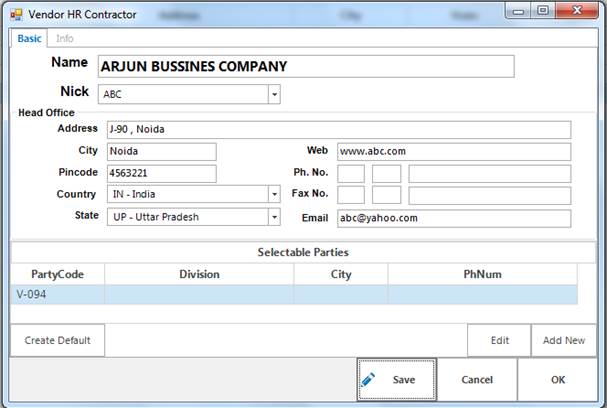 Vendor HR Contractor
Basic Info
Name ARJUN BUSSINES COMPANY
Nick ABC
Head Office
Address J-90 , Noida
City Noida Web www.abc.com
Pincode 4563221 Ph. No.
Country IN - India Fax No.
State UP - Uttar Pradesh Email abc@yahoo.com
Selectable Parties
PartyCode Division City PhNum
V-094
Create Default Edit Add New
Save Cancel OK